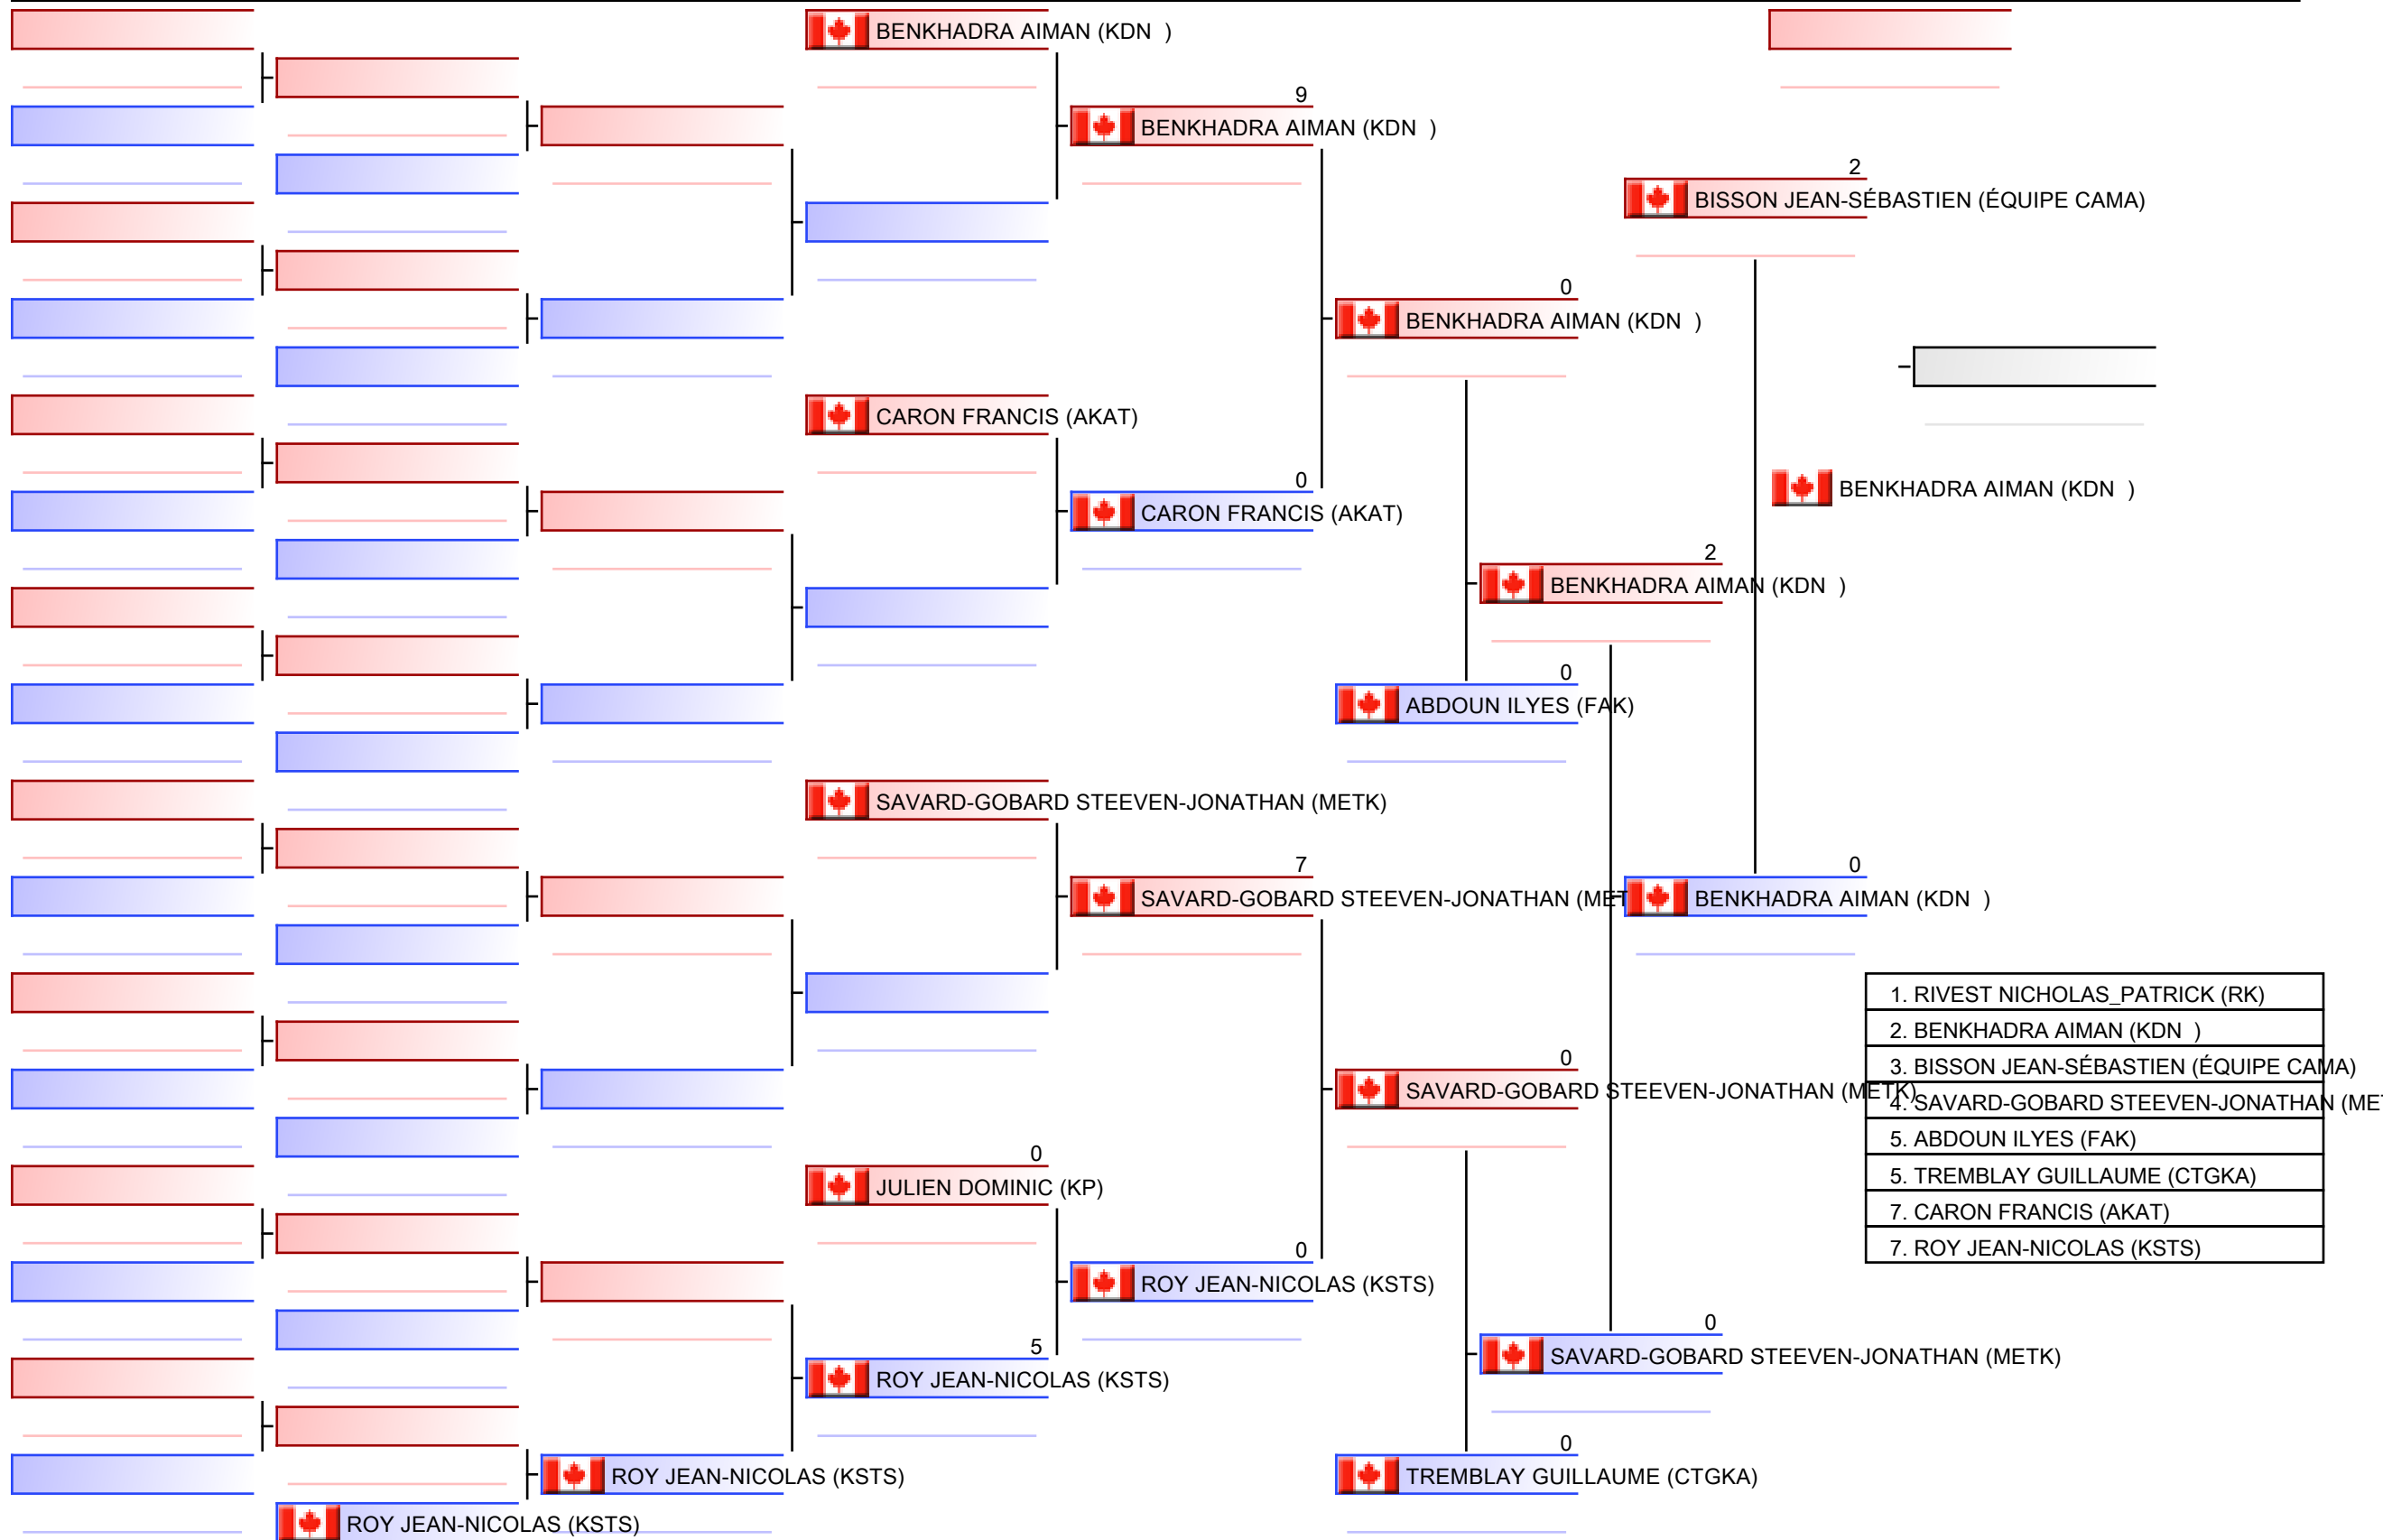 BENKHADRA AIMAN (KDN  )
9
BENKHADRA AIMAN (KDN  )
2
BISSON JEAN-SÉBASTIEN (ÉQUIPE CAMA)
0
BENKHADRA AIMAN (KDN  )
CARON FRANCIS (AKAT)
0
CARON FRANCIS (AKAT)
BENKHADRA AIMAN (KDN  )
2
BENKHADRA AIMAN (KDN  )
0
ABDOUN ILYES (FAK)
SAVARD-GOBARD STEEVEN-JONATHAN (METK)
7
SAVARD-GOBARD STEEVEN-JONATHAN (MET
0
BENKHADRA AIMAN (KDN  )
1. RIVEST NICHOLAS_PATRICK (RK)
2. BENKHADRA AIMAN (KDN  )
3. BISSON JEAN-SÉBASTIEN (ÉQUIPE CAMA)
4. SAVARD-GOBARD STEEVEN-JONATHAN (ME
5. ABDOUN ILYES (FAK)
5. TREMBLAY GUILLAUME (CTGKA)
7. CARON FRANCIS (AKAT)
7. ROY JEAN-NICOLAS (KSTS)
0
SAVARD-GOBARD STEEVEN-JONATHAN (METK)
0
JULIEN DOMINIC (KP)
0
ROY JEAN-NICOLAS (KSTS)
5
ROY JEAN-NICOLAS (KSTS)
0
SAVARD-GOBARD STEEVEN-JONATHAN (METK)
0
TREMBLAY GUILLAUME (CTGKA)
ROY JEAN-NICOLAS (KSTS)
ROY JEAN-NICOLAS (KSTS)